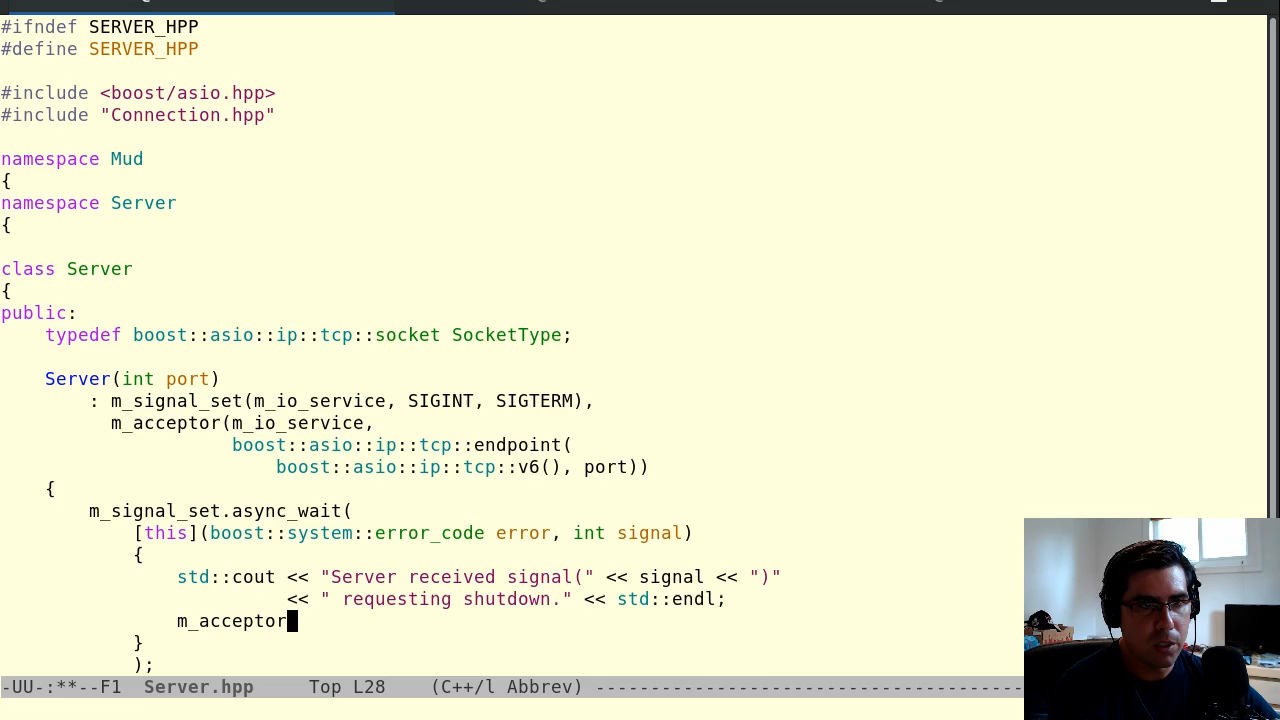 #ifndef SERVER_HPP
#define SERVER_HPP
#include <boost/asio.hpp>
#include "Connection.hpp"
namespace Mud
{
namespace Server
{
class Server
{
public:
    typedef boost::asio::ip::tcp::socket SocketType;
    Server(int port)
        : m_signal_set(m_io_service, SIGINT, SIGTERM),
          m_acceptor(m_io_service,
                     boost::asio::ip::tcp::endpoint(
                         boost::asio::ip::tcp::v6(), port))
    {
        m_signal_set.async_wait(
            [this](boost::system::error_code error, int signal)
            {
                std::cout << "Server received signal(" << signal << ")"
                          << " requesting shutdown." << std::endl;
                m_acceptor
            }
            );
-UU-:**--F1  Server.hpp     Top L28    (C++/l Abbrev) ---------------------------------------